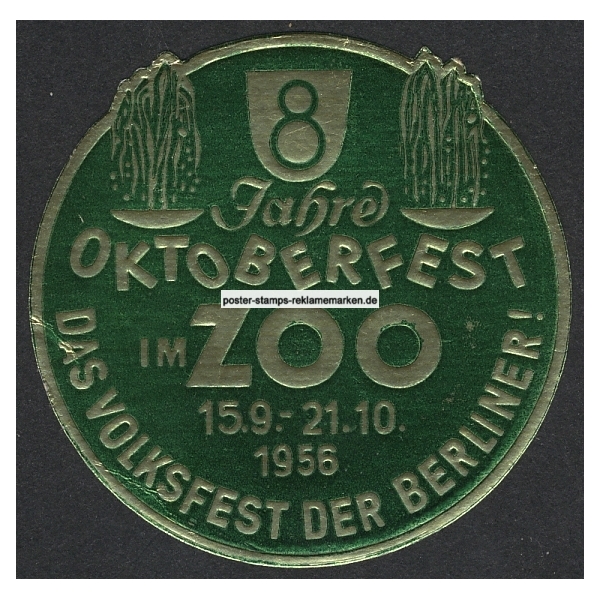 8
Jahre
OKTOBERFEST
poster-stamps-reklamemarken.de
IM ZOO
15.9.-21.10.
1956
DAS VOLKSFEST DER BERLINER!